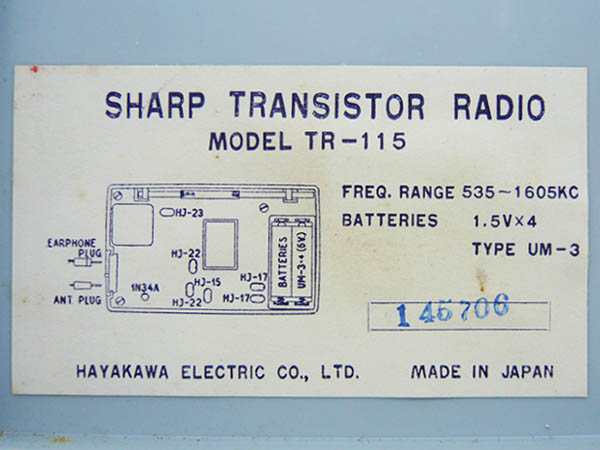 SHARP TRANSISTOR RADIO
MODEL TR-115
FREQ. RANGE 535~1605KC
BATTERIES 1.5V×4
TYPE UM-3
HJ-23
EARPHONE
PLUG
HJ-22
BATTERIES
UM-3×4 (6V.)
ANT. PLUG
1N34A
HJ-15
HJ-22
HJ-17
HJ-17
145706
HAYAKAWA ELECTRIC CO., LTD. MADE IN JAPAN